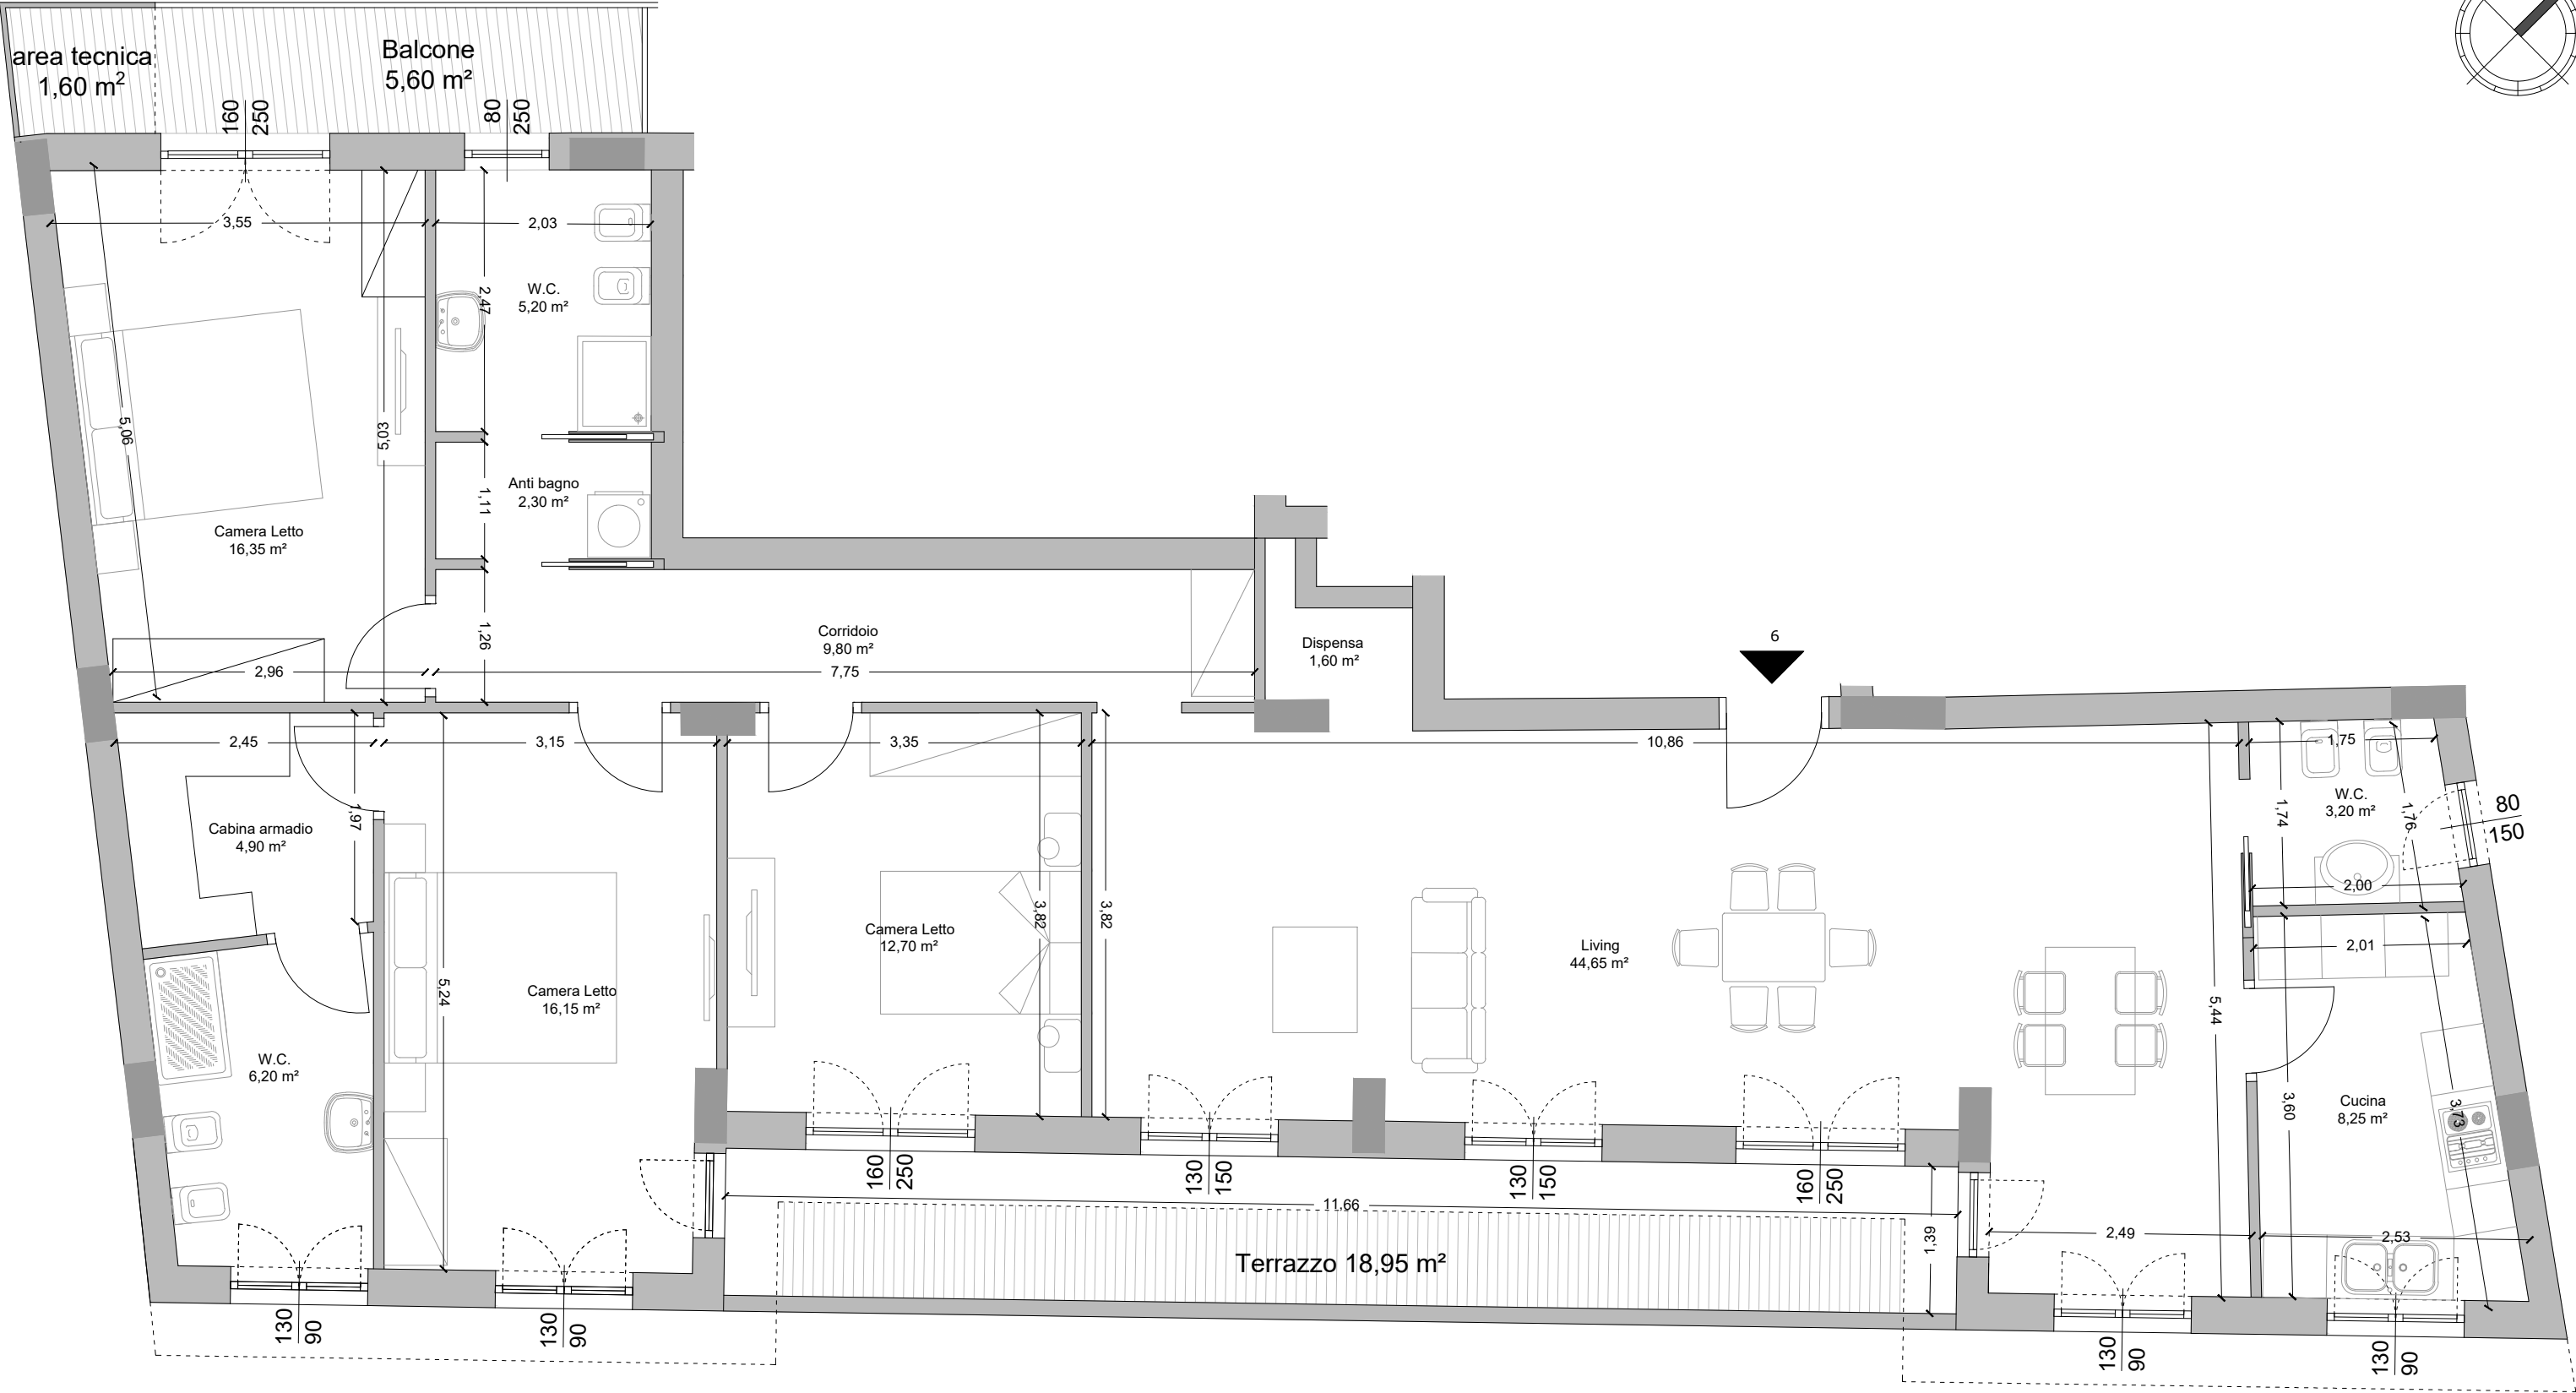 area tecnica
1,60 m²
Balcone
5,60 m²
160
250
80
250
3,55
2,03
2,47
W.C.
5,20 m²
5,06
5,03
Anti bagno
2,30 m²
1,11
Camera Letto
16,35 m²
1,26
Corridoio
9,80 m²
2,96
7,75
Dispensa
1,60 m²
6
2,45
3,15
3,35
10,86
1,75
1,97
Cabina armadio
4,90 m²
W.C.
3,20 m²
1,74
1,76
80
150
2,00
3,82
3,82
Camera Letto
12,70 m²
Living
44,65 m²
2,01
5,24
Camera Letto
16,15 m²
5,44
W.C.
6,20 m²
3,60
Cucina
8,25 m²
3,73
160
250
130
150
130
150
160
250
11,66
1,39
2,49
2,53
Terrazzo 18,95 m²
130
90
130
90
130
90
130
90